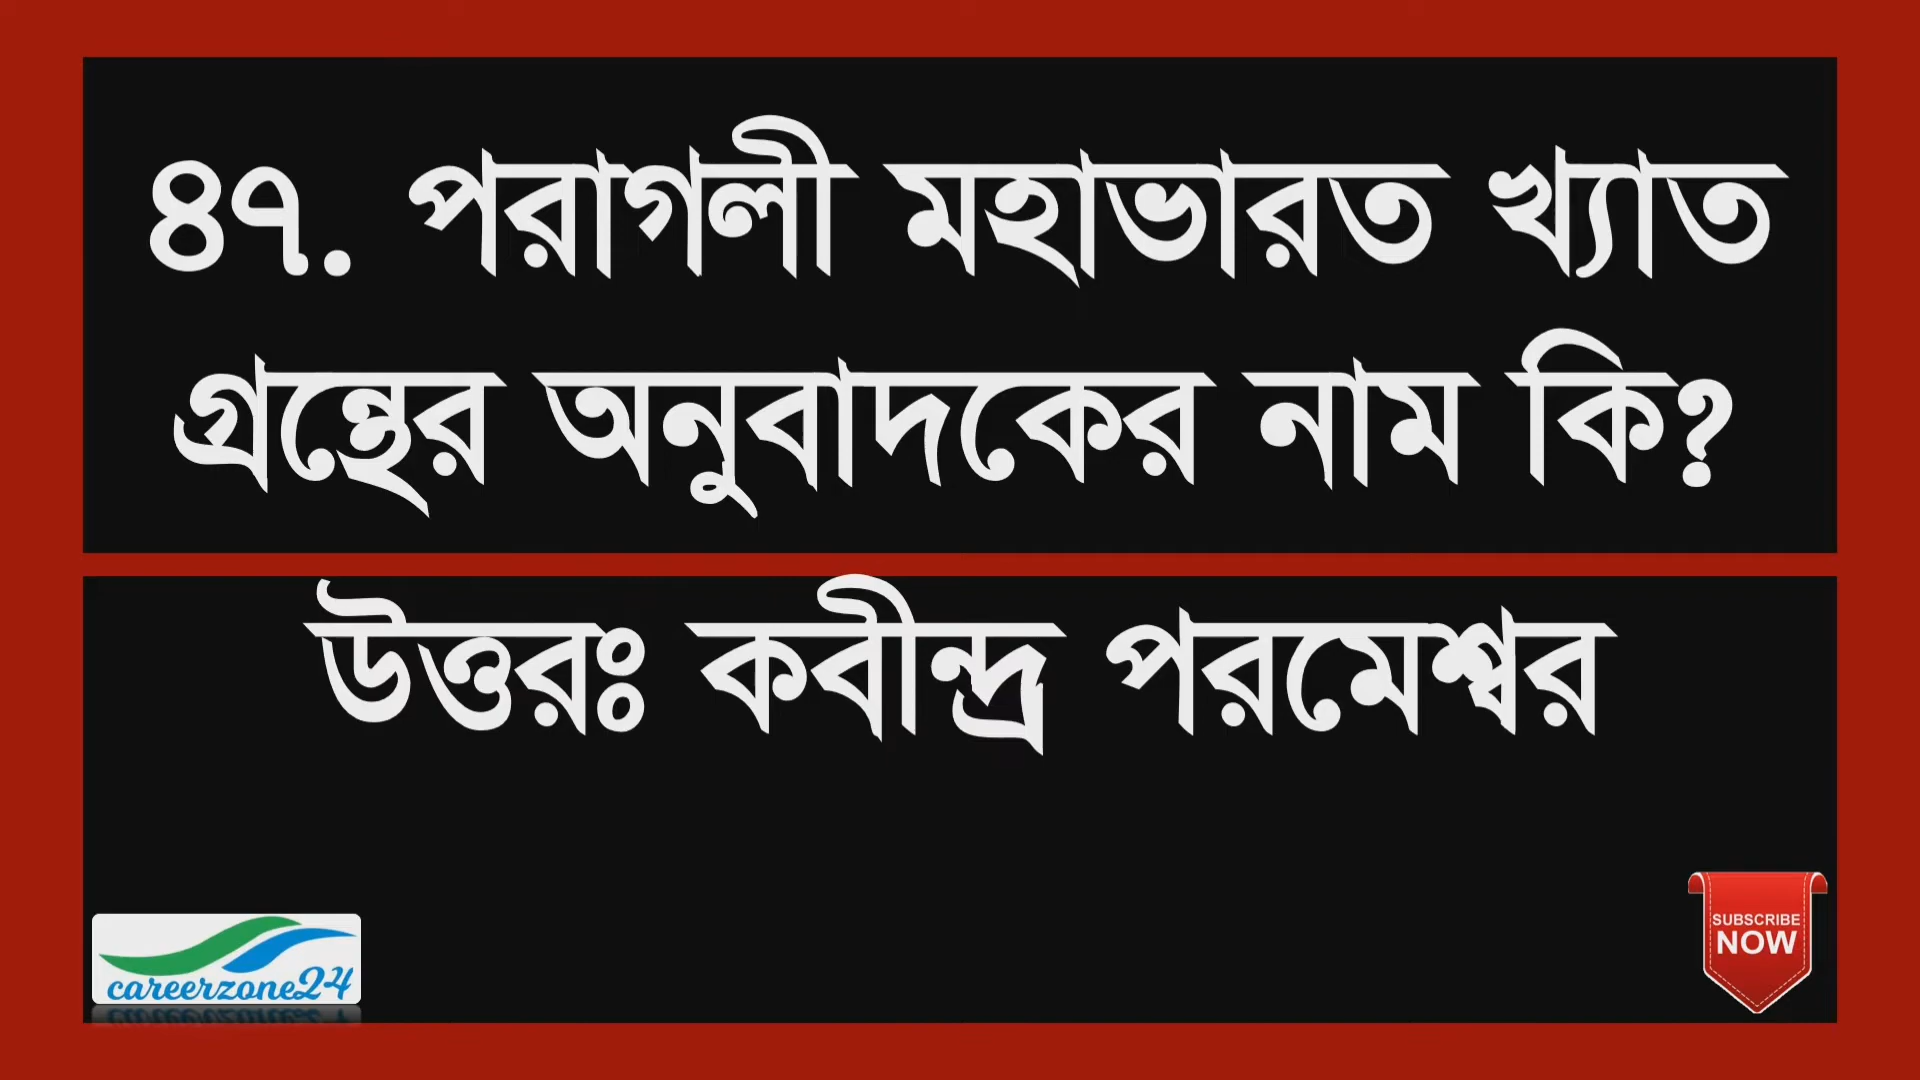 ৪৭. পরাগলী মহাভারত খ্যাত
গ্রন্থের অনুবাদকের নাম কি?
উত্তরঃ কবীন্দ্র পরমেশ্বর
careerzone24
SUBSCRIBE
NOW